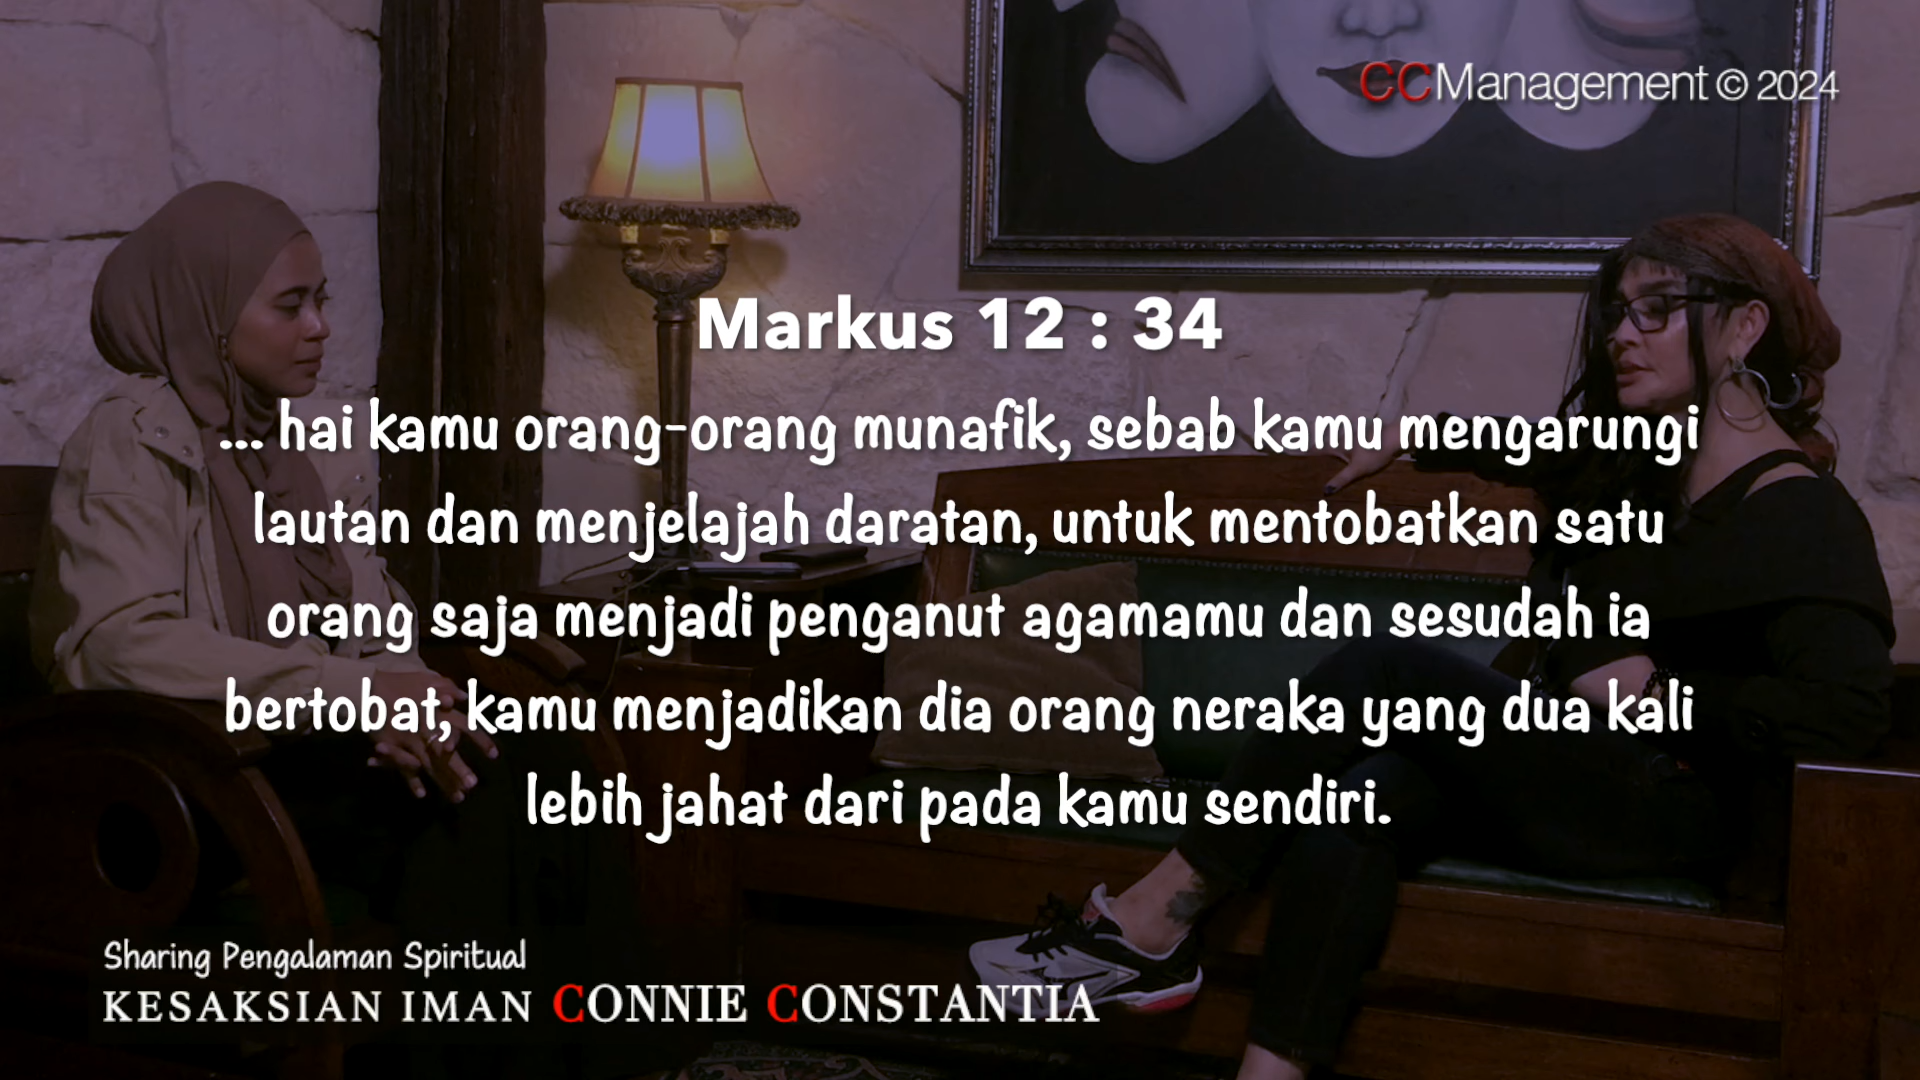 CCManagement © 2024
Markus 12 : 34
... hai kamu orang-orang munafik, sebab kamu mengarungi
lautan dan menjelajah daratan, untuk mentobatkan satu
orang saja menjadi penganut agamamu dan sesudah ia
bertobat, kamu menjadikan dia orang neraka yang dua kali
lebih jahat dari pada kamu sendiri.
Sharing Pengalaman Spiritual
KESAKSIAN IMAN CONNIE CONSTANTIA